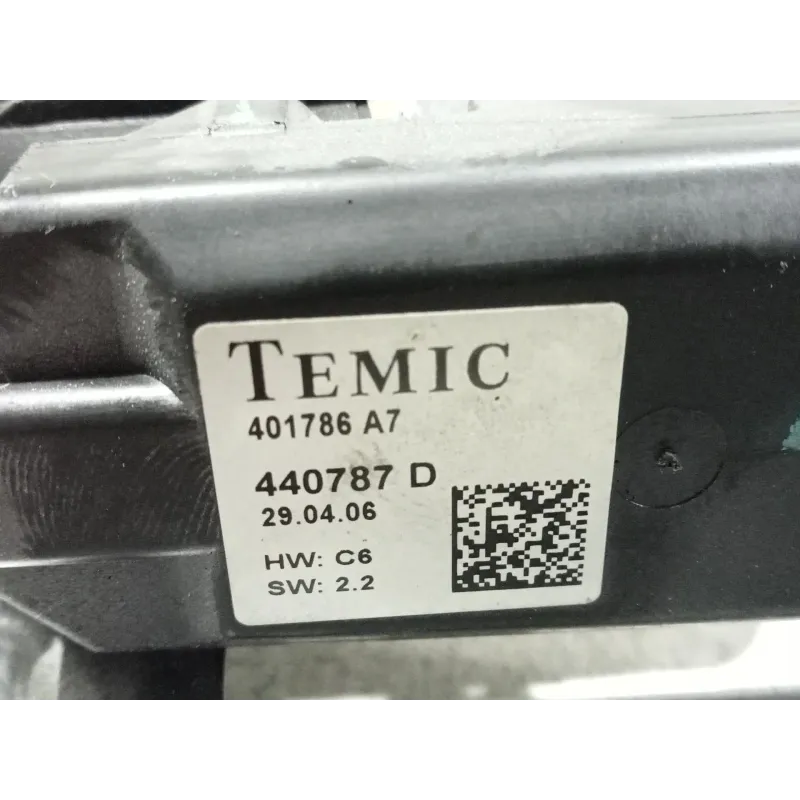 TEMIC
401786 A7
440787 D
29.04.06
HW: C6
SW: 2.2